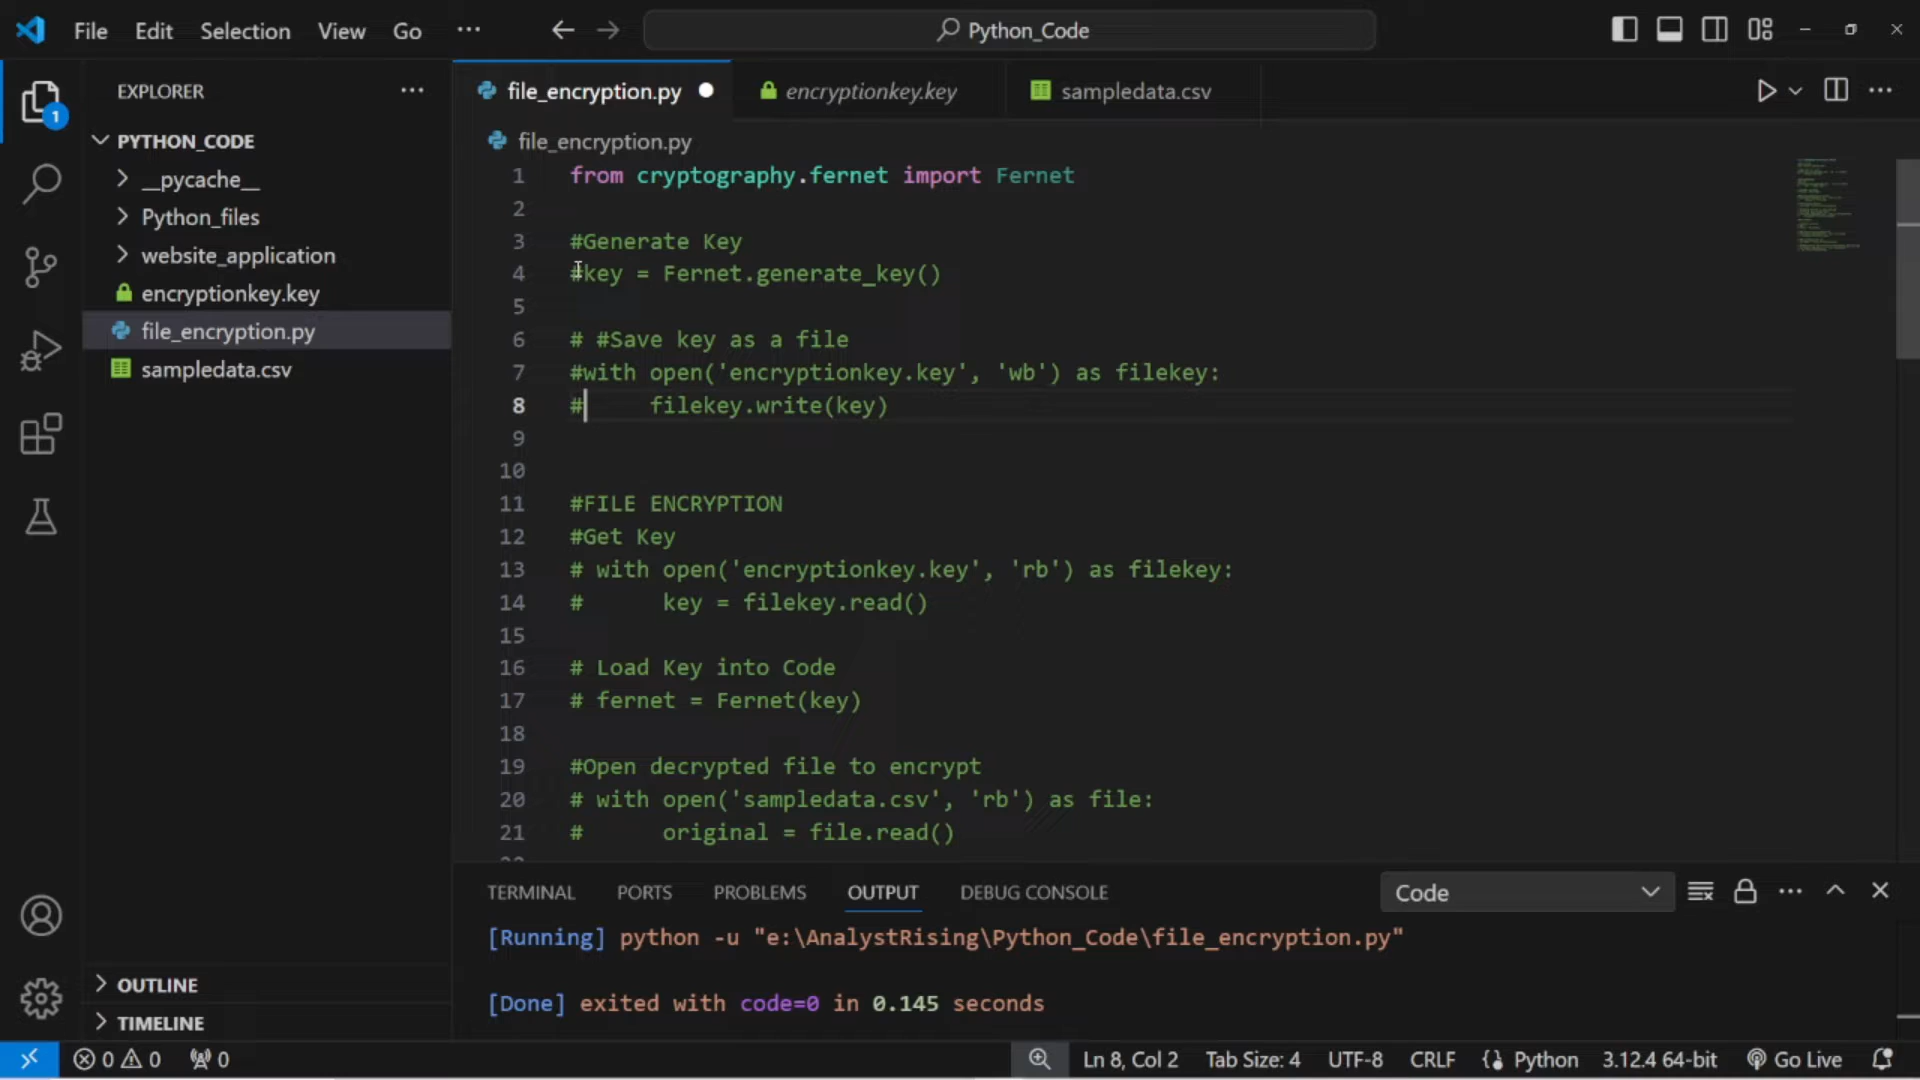 File Edit Selection View Go ··· Python_Code
EXPLORER ···
1
PYTHON_CODE
__pycache__
Python_files
website_application
encryptionkey.key
file_encryption.py
sampledata.csv
OUTLINE
TIMELINE
file_encryption.py encryptionkey.key sampledata.csv
file_encryption.py
1 from cryptography.fernet import Fernet
2
3 #Generate Key
4 #key = Fernet.generate_key()
5
6 # #Save key as a file
7 #with open('encryptionkey.key', 'wb') as filekey:
8 #     filekey.write(key)
9
10
11 #FILE ENCRYPTION
12 #Get Key
13 # with open('encryptionkey.key', 'rb') as filekey:
14 #      key = filekey.read()
15
16 # Load Key into Code
17 # fernet = Fernet(key)
18
19 #Open decrypted file to encrypt
20 # with open('sampledata.csv', 'rb') as file:
21 #      original = file.read()
TERMINAL PORTS PROBLEMS OUTPUT DEBUG CONSOLE Code
[Running] python -u "e:\AnalystRising\Python_Code\file_encryption.py"
[Done] exited with code=0 in 0.145 seconds
0 0 0 Ln 8, Col 2 Tab Size: 4 UTF-8 CRLF Python 3.12.4 64-bit Go Live